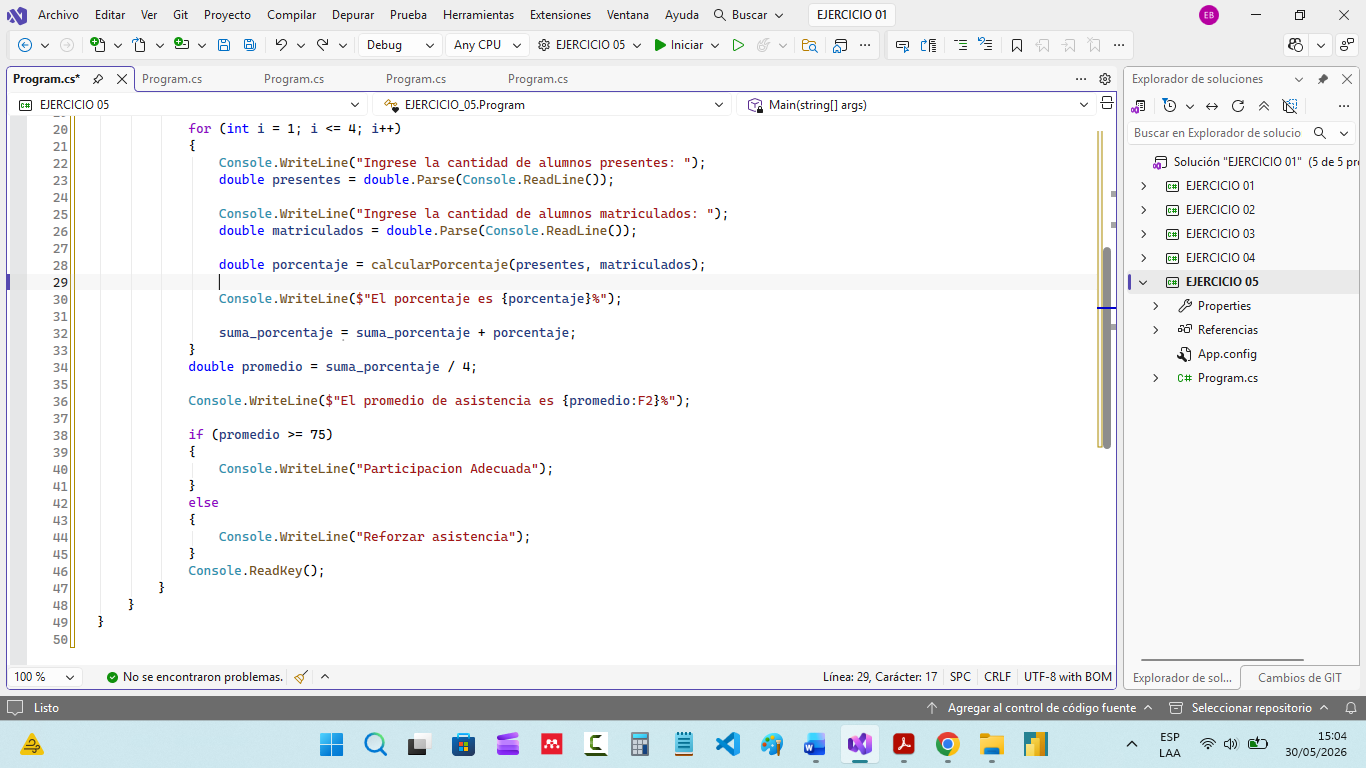 Archivo Editar Ver Git Proyecto Compilar Depurar Prueba Herramientas Extensiones Ventana Ayuda Buscar EJERCICIO 01 EB
Debug Any CPU EJERCICIO 05 Iniciar
Program.cs* Program.cs Program.cs Program.cs Program.cs
EJERCICIO 05 EJERCICIO_05.Program Main(string[] args)
20 for (int i = 1; i <= 4; i++)
21 {
22 Console.WriteLine("Ingrese la cantidad de alumnos presentes: ");
23 double presentes = double.Parse(Console.ReadLine());
24
25 Console.WriteLine("Ingrese la cantidad de alumnos matriculados: ");
26 double matriculados = double.Parse(Console.ReadLine());
27
28 double porcentaje = calcularPorcentaje(presentes, matriculados);
29
30 Console.WriteLine($"El porcentaje es {porcentaje}%");
31
32 suma_porcentaje = suma_porcentaje + porcentaje;
33 }
34 double promedio = suma_porcentaje / 4;
35
36 Console.WriteLine($"El promedio de asistencia es {promedio:F2}%");
37
38 if (promedio >= 75)
39 {
40 Console.WriteLine("Participacion Adecuada");
41 }
42 else
43 {
44 Console.WriteLine("Reforzar asistencia");
45 }
46 Console.ReadKey();
47 }
48 }
49 }
50
100 % No se encontraron problemas. Línea: 29, Carácter: 17 SPC CRLF UTF-8 with BOM
Explorador de soluciones
Buscar en Explorador de solucio
Solución "EJERCICIO 01" (5 de 5 pro
EJERCICIO 01
EJERCICIO 02
EJERCICIO 03
EJERCICIO 04
EJERCICIO 05
Properties
Referencias
App.config
C# Program.cs
Explorador de sol... Cambios de GIT
Listo Agregar al control de código fuente Seleccionar repositorio
ESP
LAA
15:04
30/05/2026